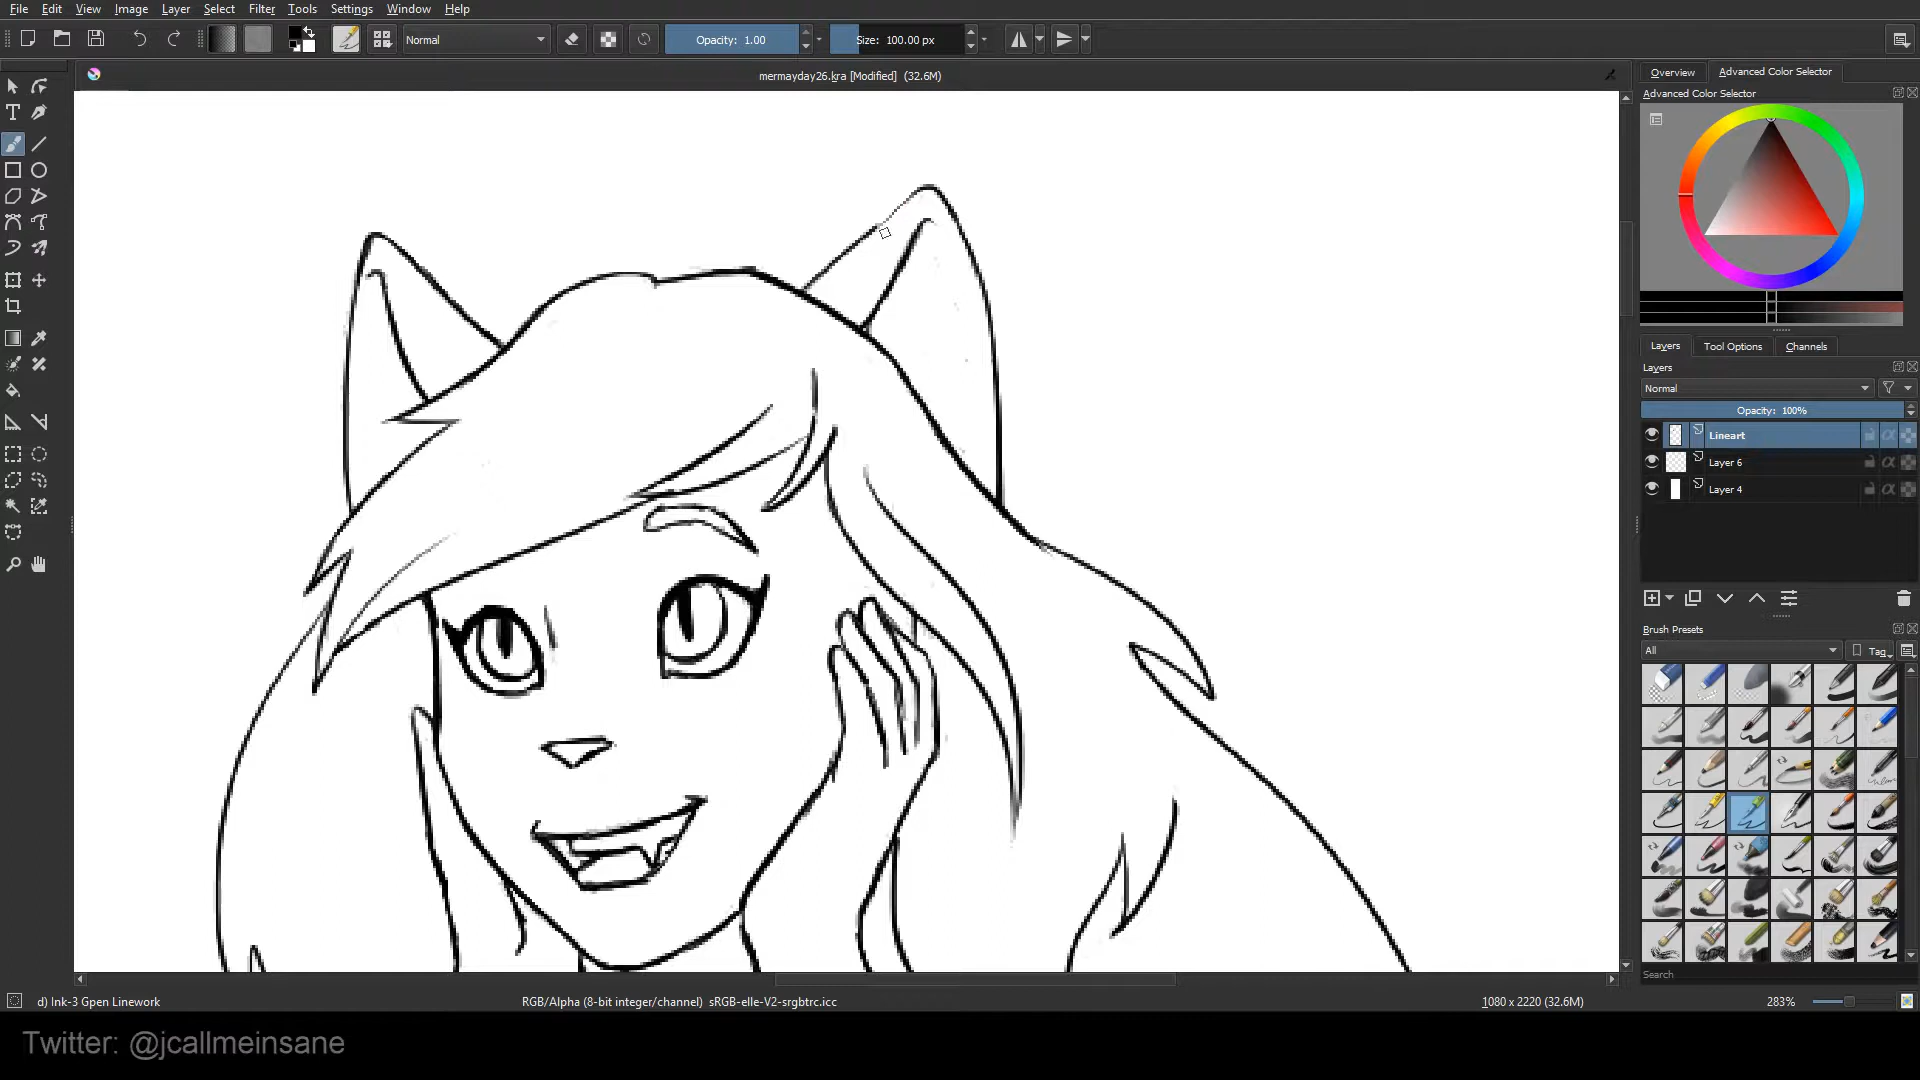 File Edit View Image Layer Select Filter Tools Settings Window Help
Normal
Opacity: 1.00
Size: 100.00 px
mermayday26.kra [Modified] (32.6M)
Overview
Advanced Color Selector
Advanced Color Selector
Layers
Tool Options
Channels
Layers
Normal
Opacity: 100%
Lineart
Layer 6
Layer 4
Brush Presets
All
Tag
Search
d) Ink-3 Gpen Linework
RGB/Alpha (8-bit integer/channel) sRGB-elle-V2-srgbtrc.icc
1080 x 2220 (32.6M)
283%
Twitter: @jcallmeinsane